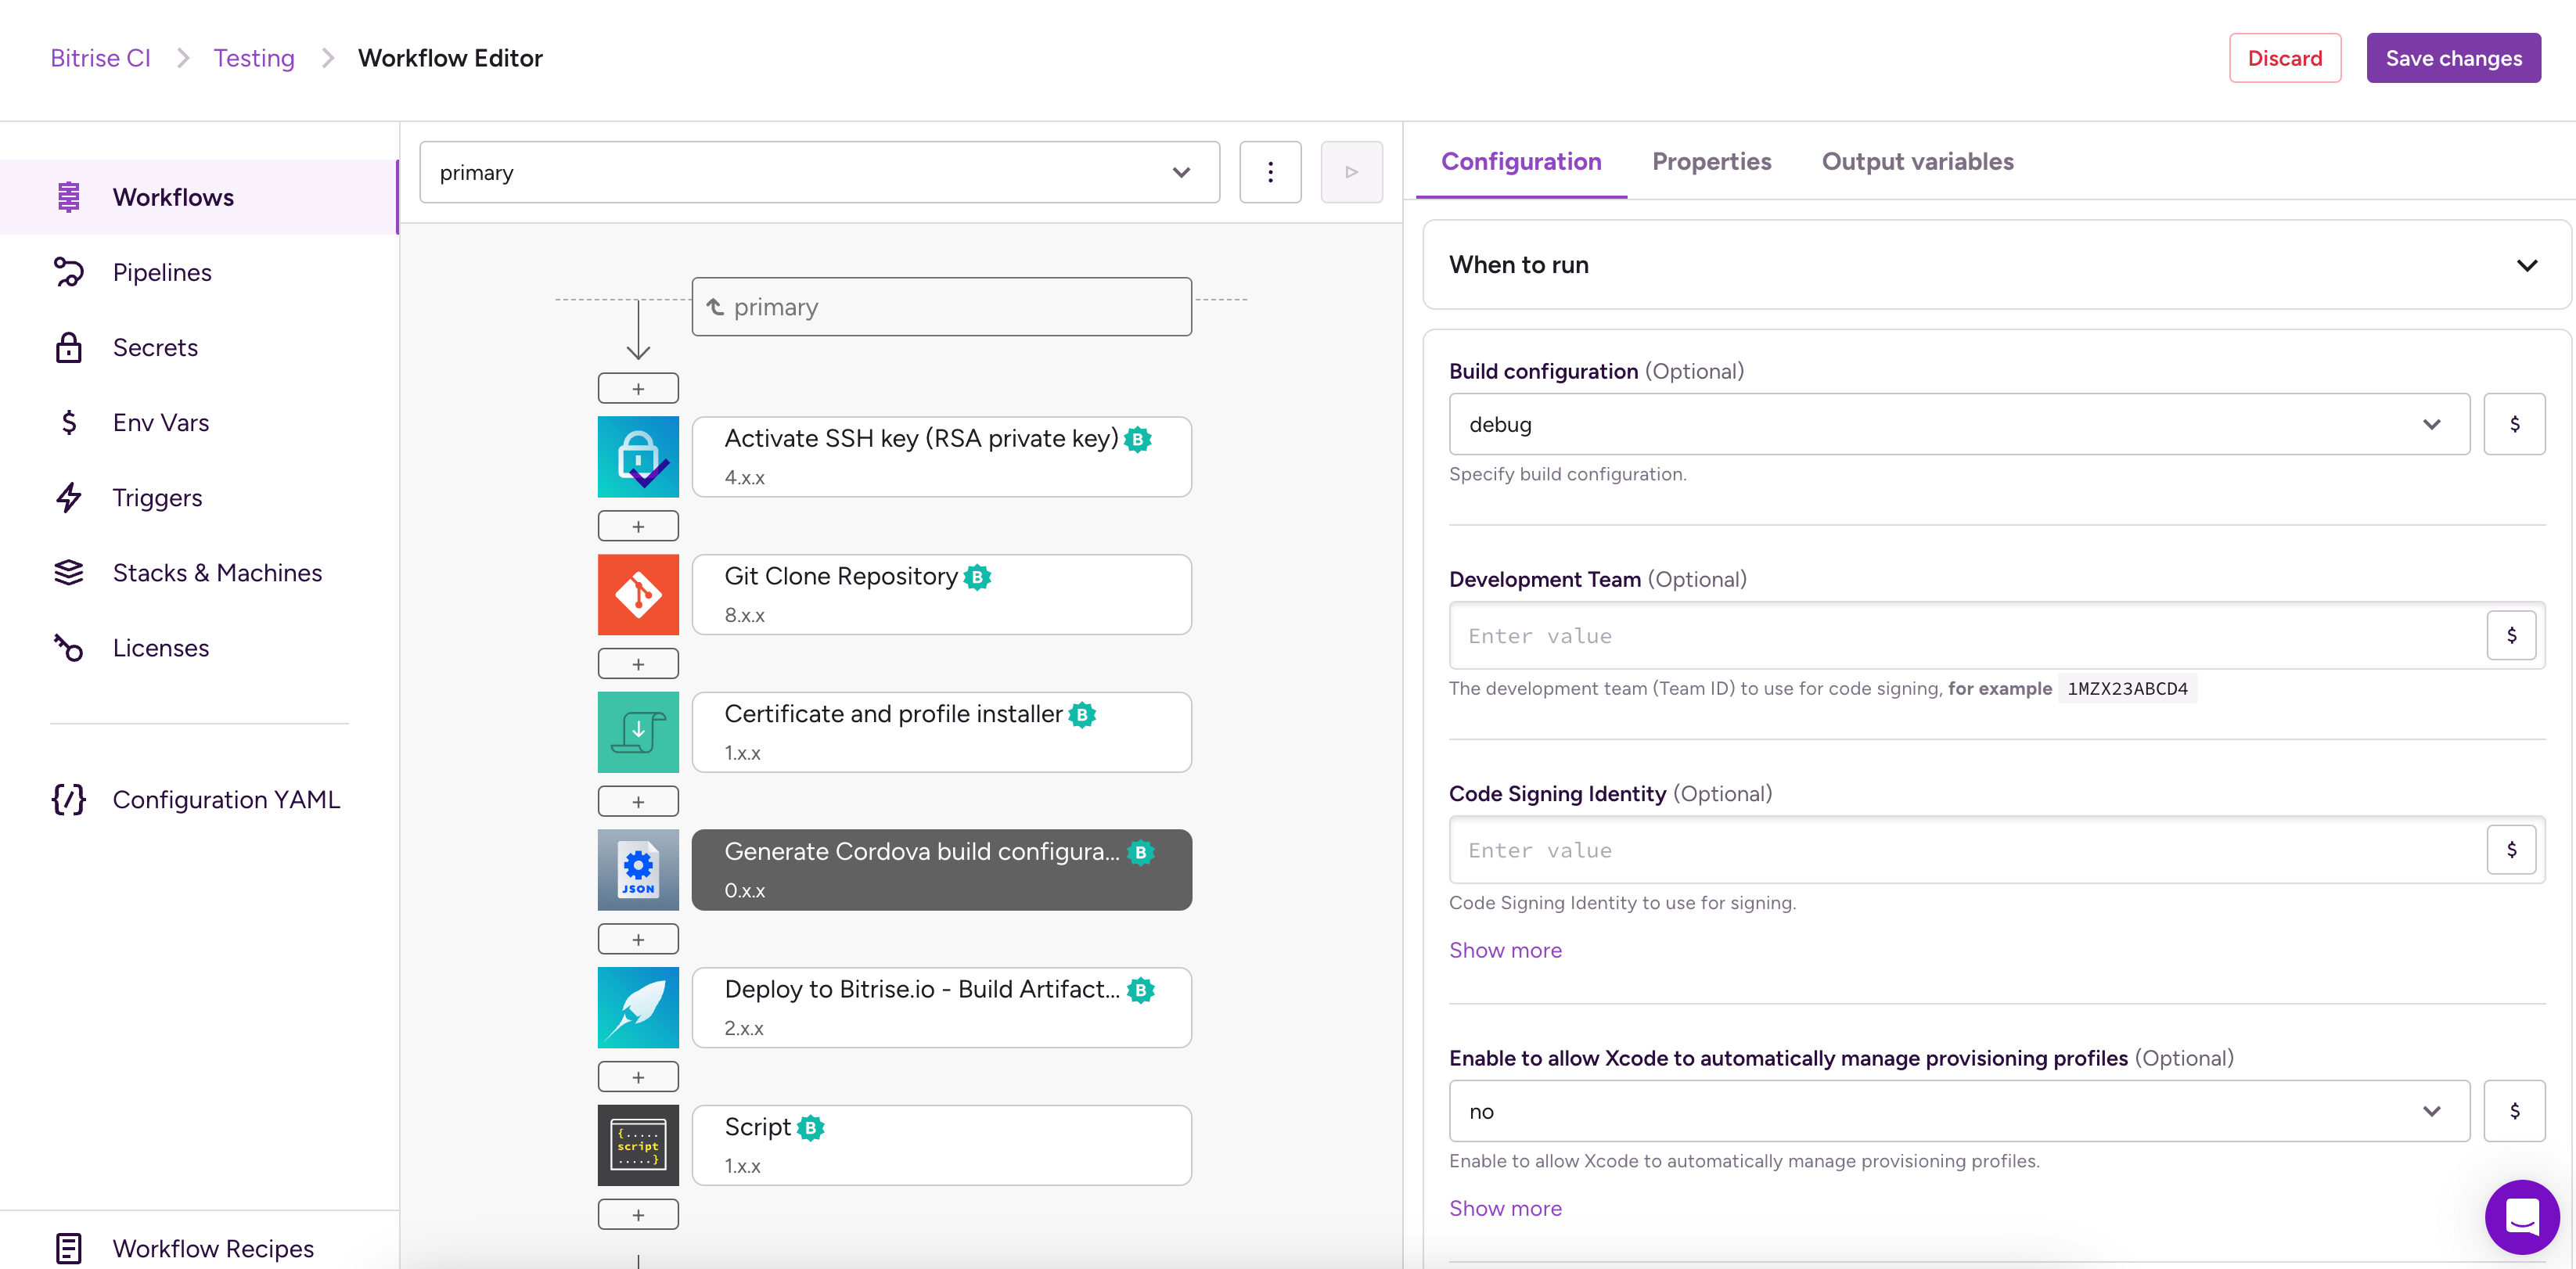 Bitrise CI
Testing
Workflow Editor
Discard
Save changes
Workflows
Pipelines
Secrets
$ Env Vars
Triggers
Stacks & Machines
Licenses
{/} Configuration YAML
Workflow Recipes
primary
primary
+
Activate SSH key (RSA private key) B
4.x.x
+
Git Clone Repository B
8.x.x
+
Certificate and profile installer B
1.x.x
+
JSON
Generate Cordova build configura... B
0.x.x
+
Deploy to Bitrise.io - Build Artifact... B
2.x.x
+
{.....
script
.....}
Script B
1.x.x
+
Configuration
Properties
Output variables
When to run
Build configuration (Optional)
debug
$
Specify build configuration.
Development Team (Optional)
Enter value
$
The development team (Team ID) to use for code signing, for example 1MZX23ABCD4
Code Signing Identity (Optional)
Enter value
$
Code Signing Identity to use for signing.
Show more
Enable to allow Xcode to automatically manage provisioning profiles (Optional)
no
$
Enable to allow Xcode to automatically manage provisioning profiles.
Show more